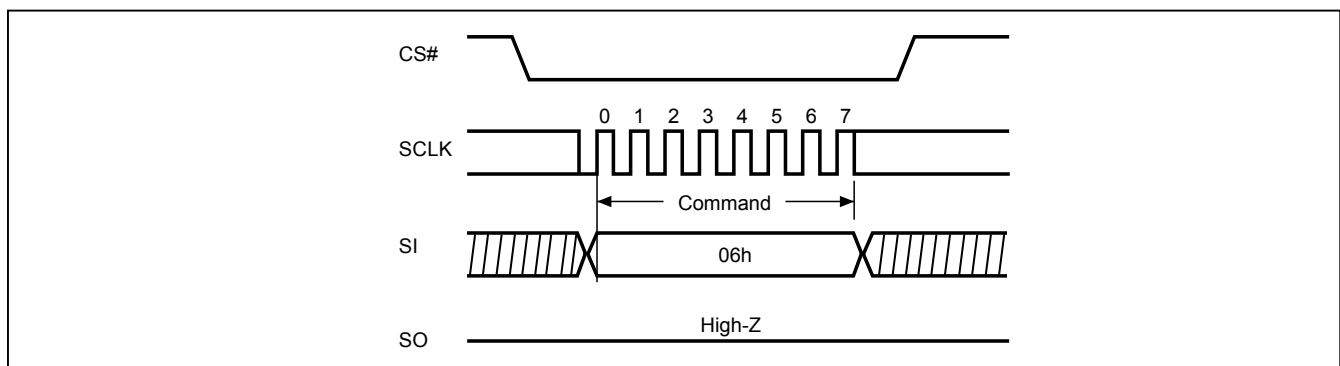 CS#
0 1 2 3 4 5 6 7
SCLK
Command
SI
06h
High-Z
SO